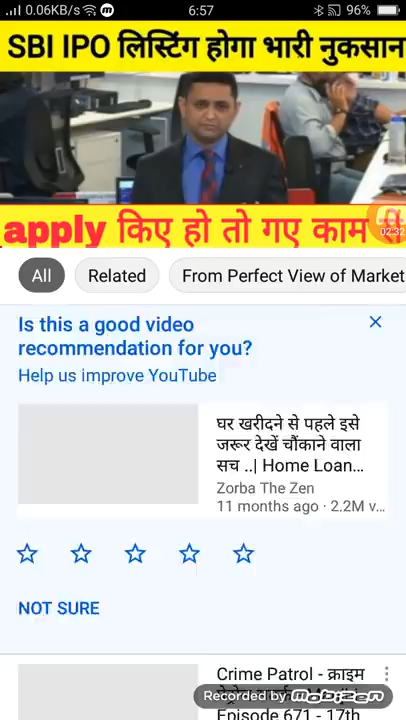 0.06KB/s 6:57 96%
SBI IPO लिस्टिंग होगा भारी नुकसान
apply किए हो तो गए काम से
02:32
All Related From Perfect View of Market
Is this a good video
recommendation for you?
Help us improve YouTube
घर खरीदने से पहले इसे
जरूर देखें चौंकाने वाला
सच ..| Home Loan...
Zorba The Zen
11 months ago · 2.2M v...
NOT SURE
Crime Patrol - क्राइम
Recorded by mobizen
Episode 671 - 17th